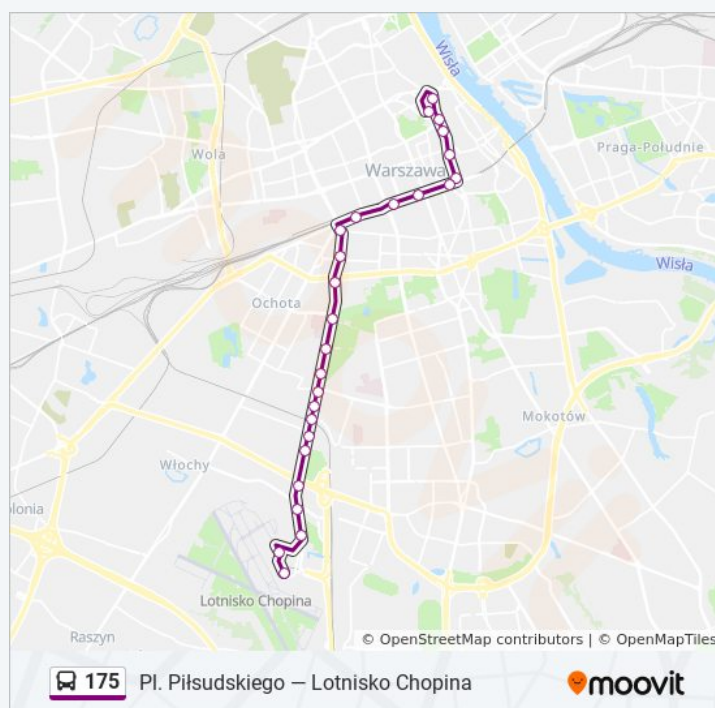 Wisła
Wola
Praga-Południe
Warszawa
Wisła
Ochota
Mokotów
Włochy
olonia
Lotnisko Chopina
Raszyn
© OpenStreetMap contributors | © OpenMapTiles
175 Pl. Piłsudskiego — Lotnisko Chopina
moovit